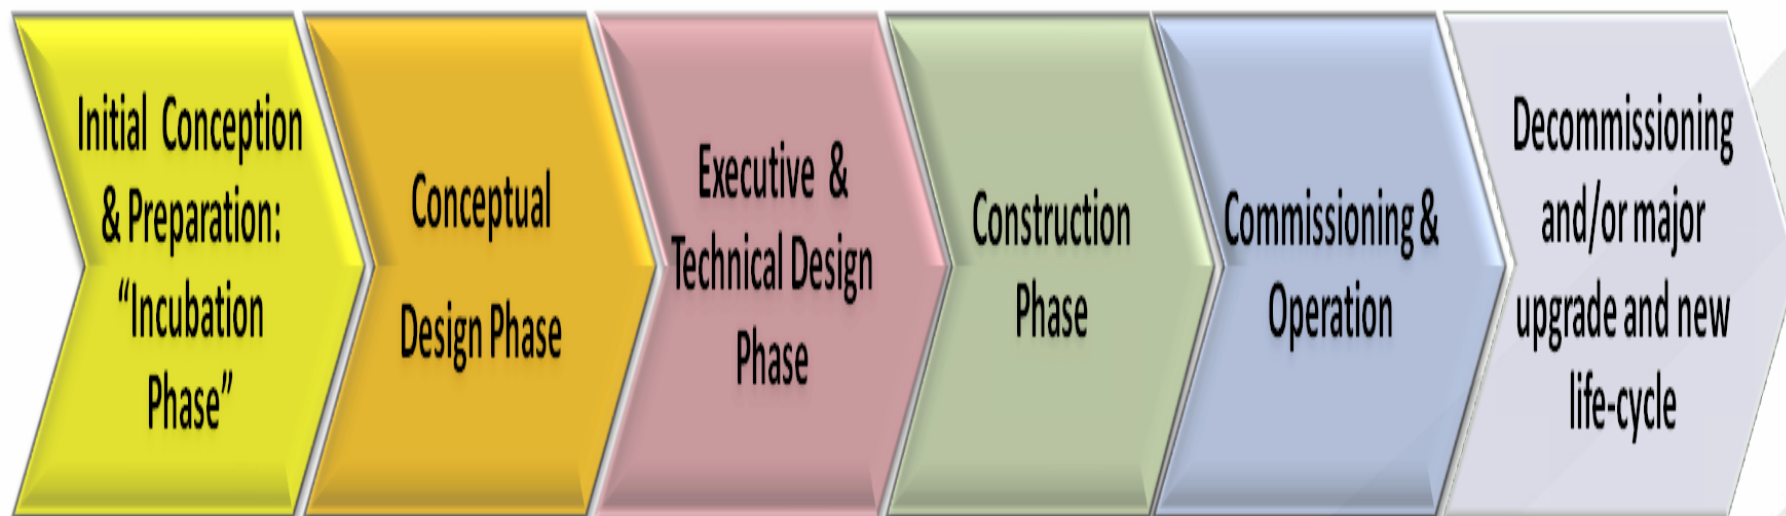 Initial Conception
& Preparation:
“Incubation
Phase”
Conceptual
Design Phase
Executive &
Technical Design
Phase
Construction
Phase
Commissioning &
Operation
Decommissioning
and/or major
upgrade and new
life-cycle